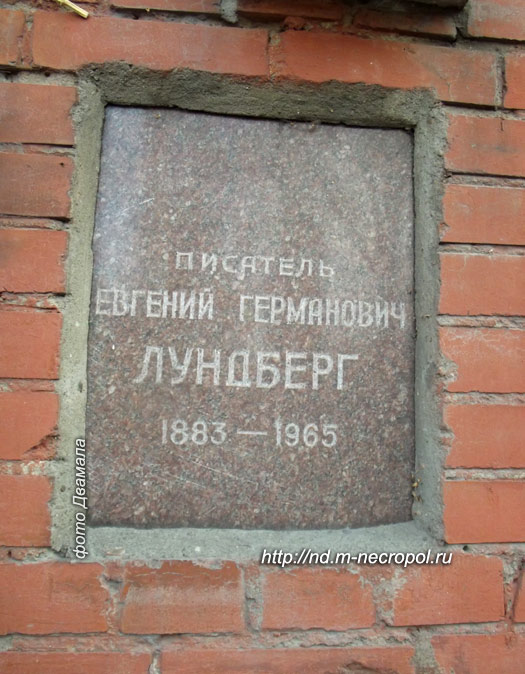 ПИСАТЕЛЬ
ЕВГЕНИЙ ГЕРМАНОВИЧ
ЛУНДБЕРГ
1883 — 1965
фото Двамала
http://nd.m-necropol.ru